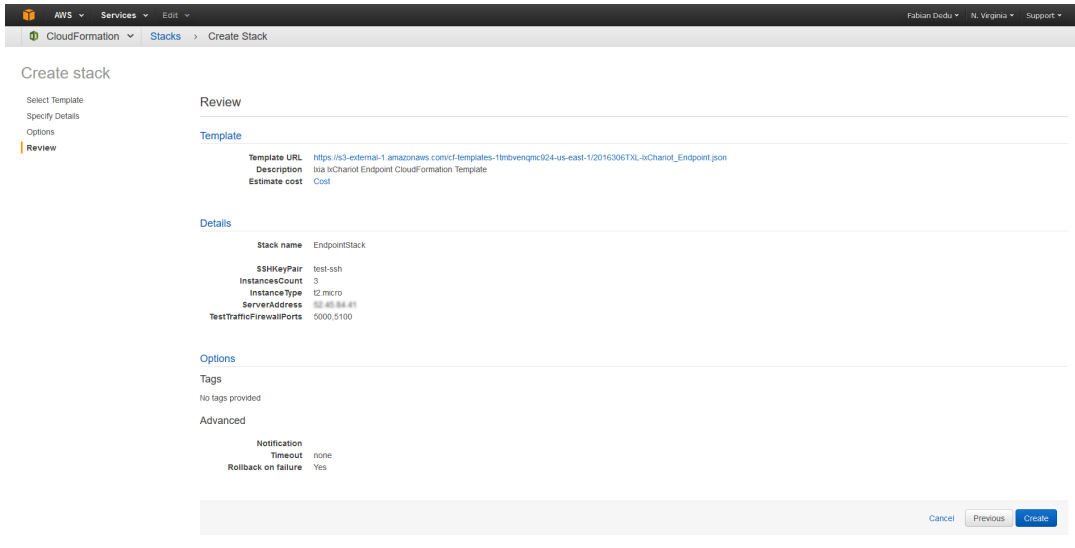 AWS Services Edit Fabian Dedu N. Virginia Support
CloudFormation Stacks › Create Stack
Create stack
Select Template
Specify Details
Options
Review
Review
Template
Template URL https://s3-external-1.amazonaws.com/cf-templates-1tmbvenqmc924-us-east-1/2016306TXL-IxChariot_Endpoint.json
Description Ixia IxChariot Endpoint CloudFormation Template
Estimate cost Cost
Details
Stack name EndpointStack
SSHKeyPair test-ssh
InstancesCount 3
InstanceType t2.micro
ServerAddress
TestTrafficFirewallPorts 5000,5100
Options
Tags
No tags provided
Advanced
Notification
Timeout none
Rollback on failure Yes
Cancel Previous Create